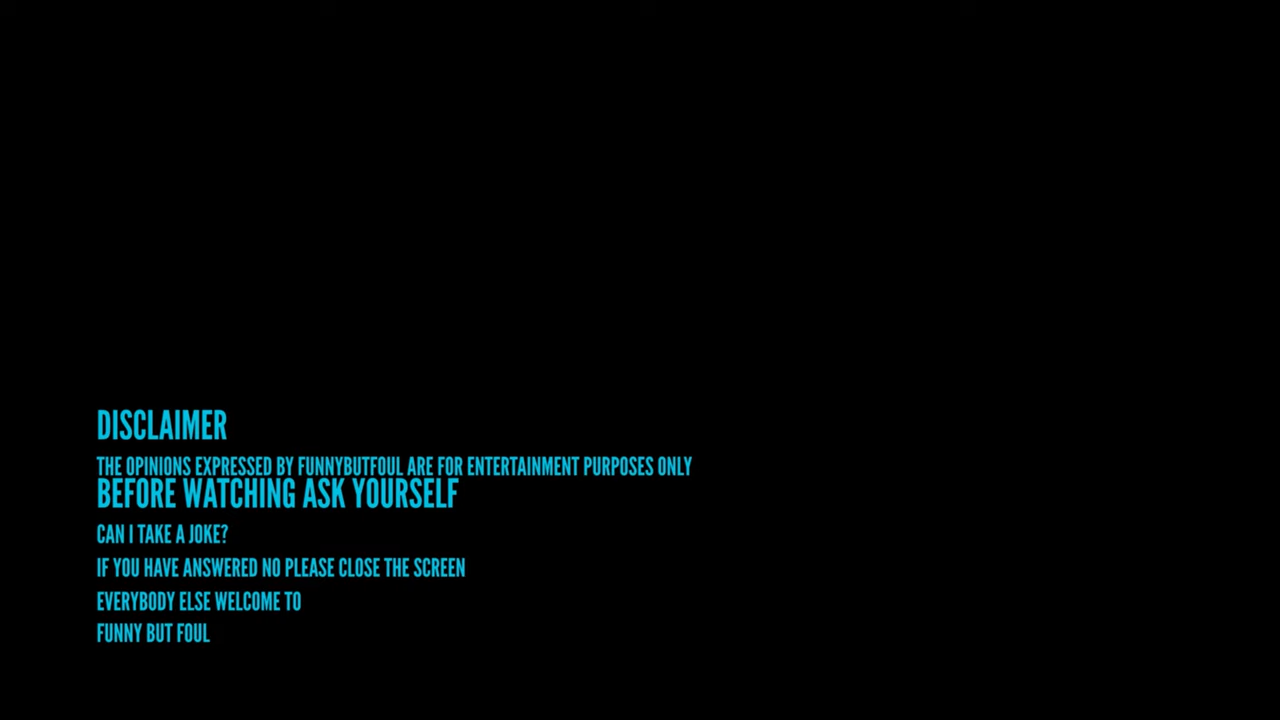 DISCLAIMER
THE OPINIONS EXPRESSED BY FUNNYBUTFOUL ARE FOR ENTERTAINMENT PURPOSES ONLY
BEFORE WATCHING ASK YOURSELF
CAN I TAKE A JOKE?
IF YOU HAVE ANSWERED NO PLEASE CLOSE THE SCREEN
EVERYBODY ELSE WELCOME TO
FUNNY BUT FOUL